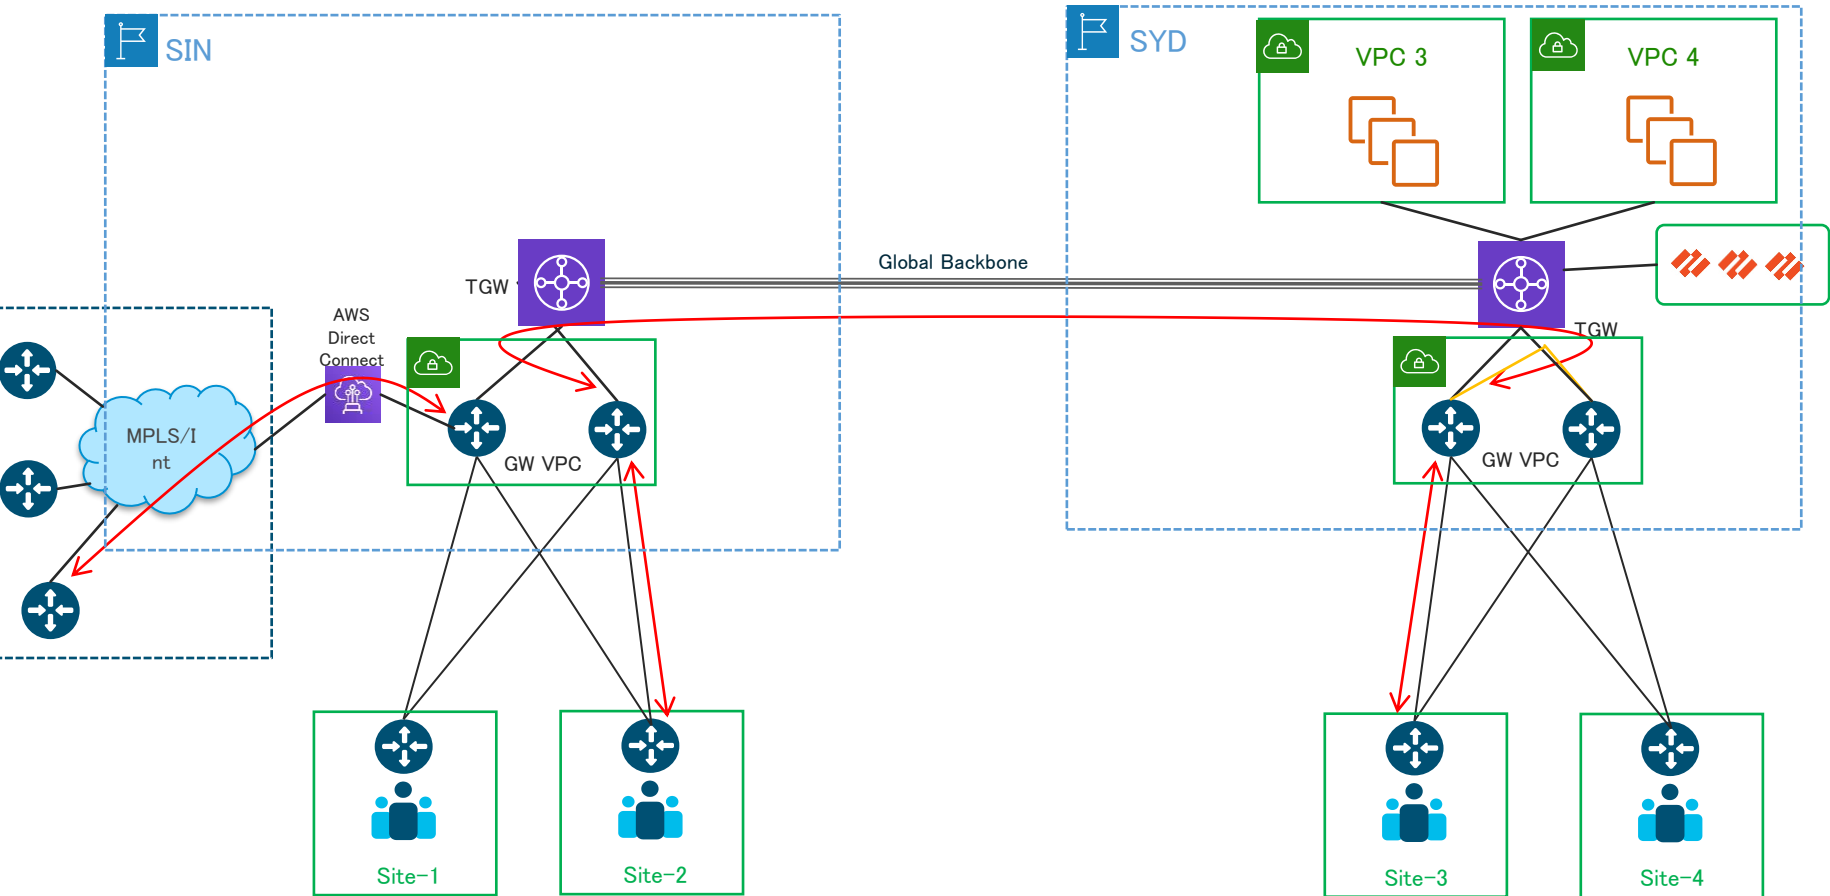 SIN
SYD
VPC 3
VPC 4
Global Backbone
TGW
AWS
Direct
Connect
TGW
MPLS/I
nt
GW VPC
GW VPC
Site-1
Site-2
Site-3
Site-4